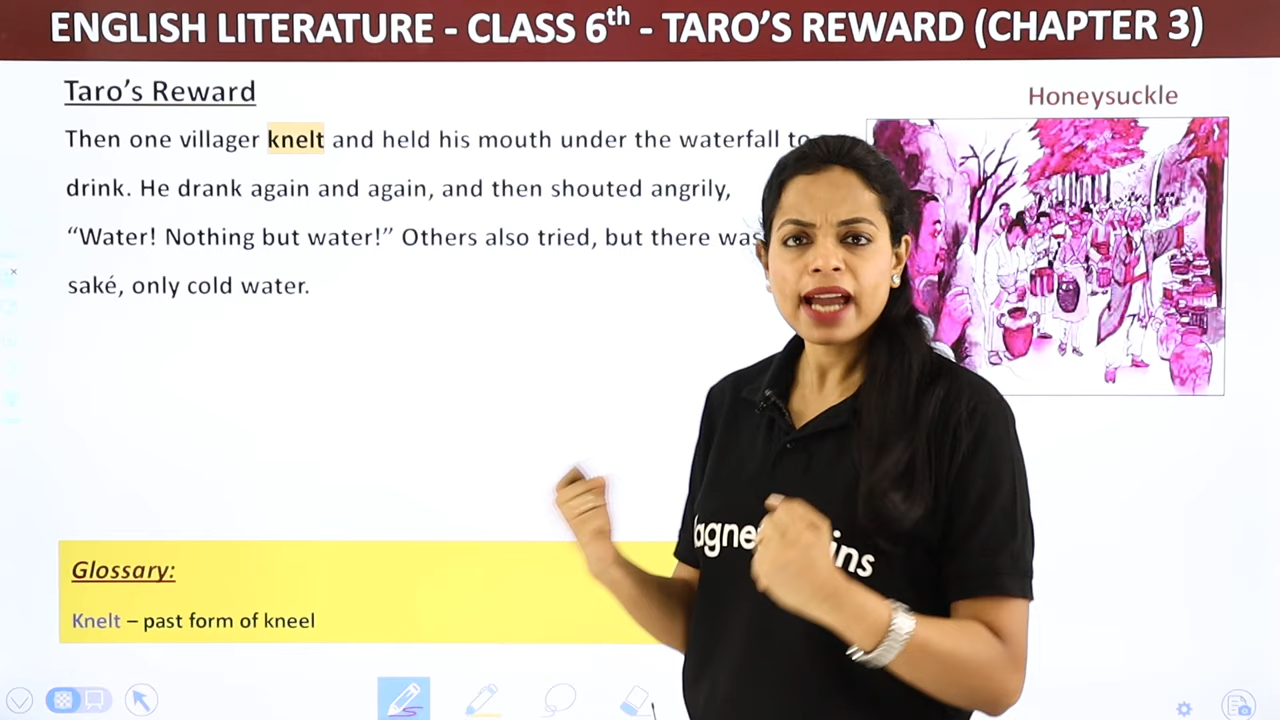 ENGLISH LITERATURE - CLASS 6th - TARO'S REWARD (CHAPTER 3)
Taro's Reward
Honeysuckle
Then one villager knelt and held his mouth under the waterfall to
drink. He drank again and again, and then shouted angrily,
“Water! Nothing but water!” Others also tried, but there was
saké, only cold water.
Glossary:
Knelt – past form of kneel